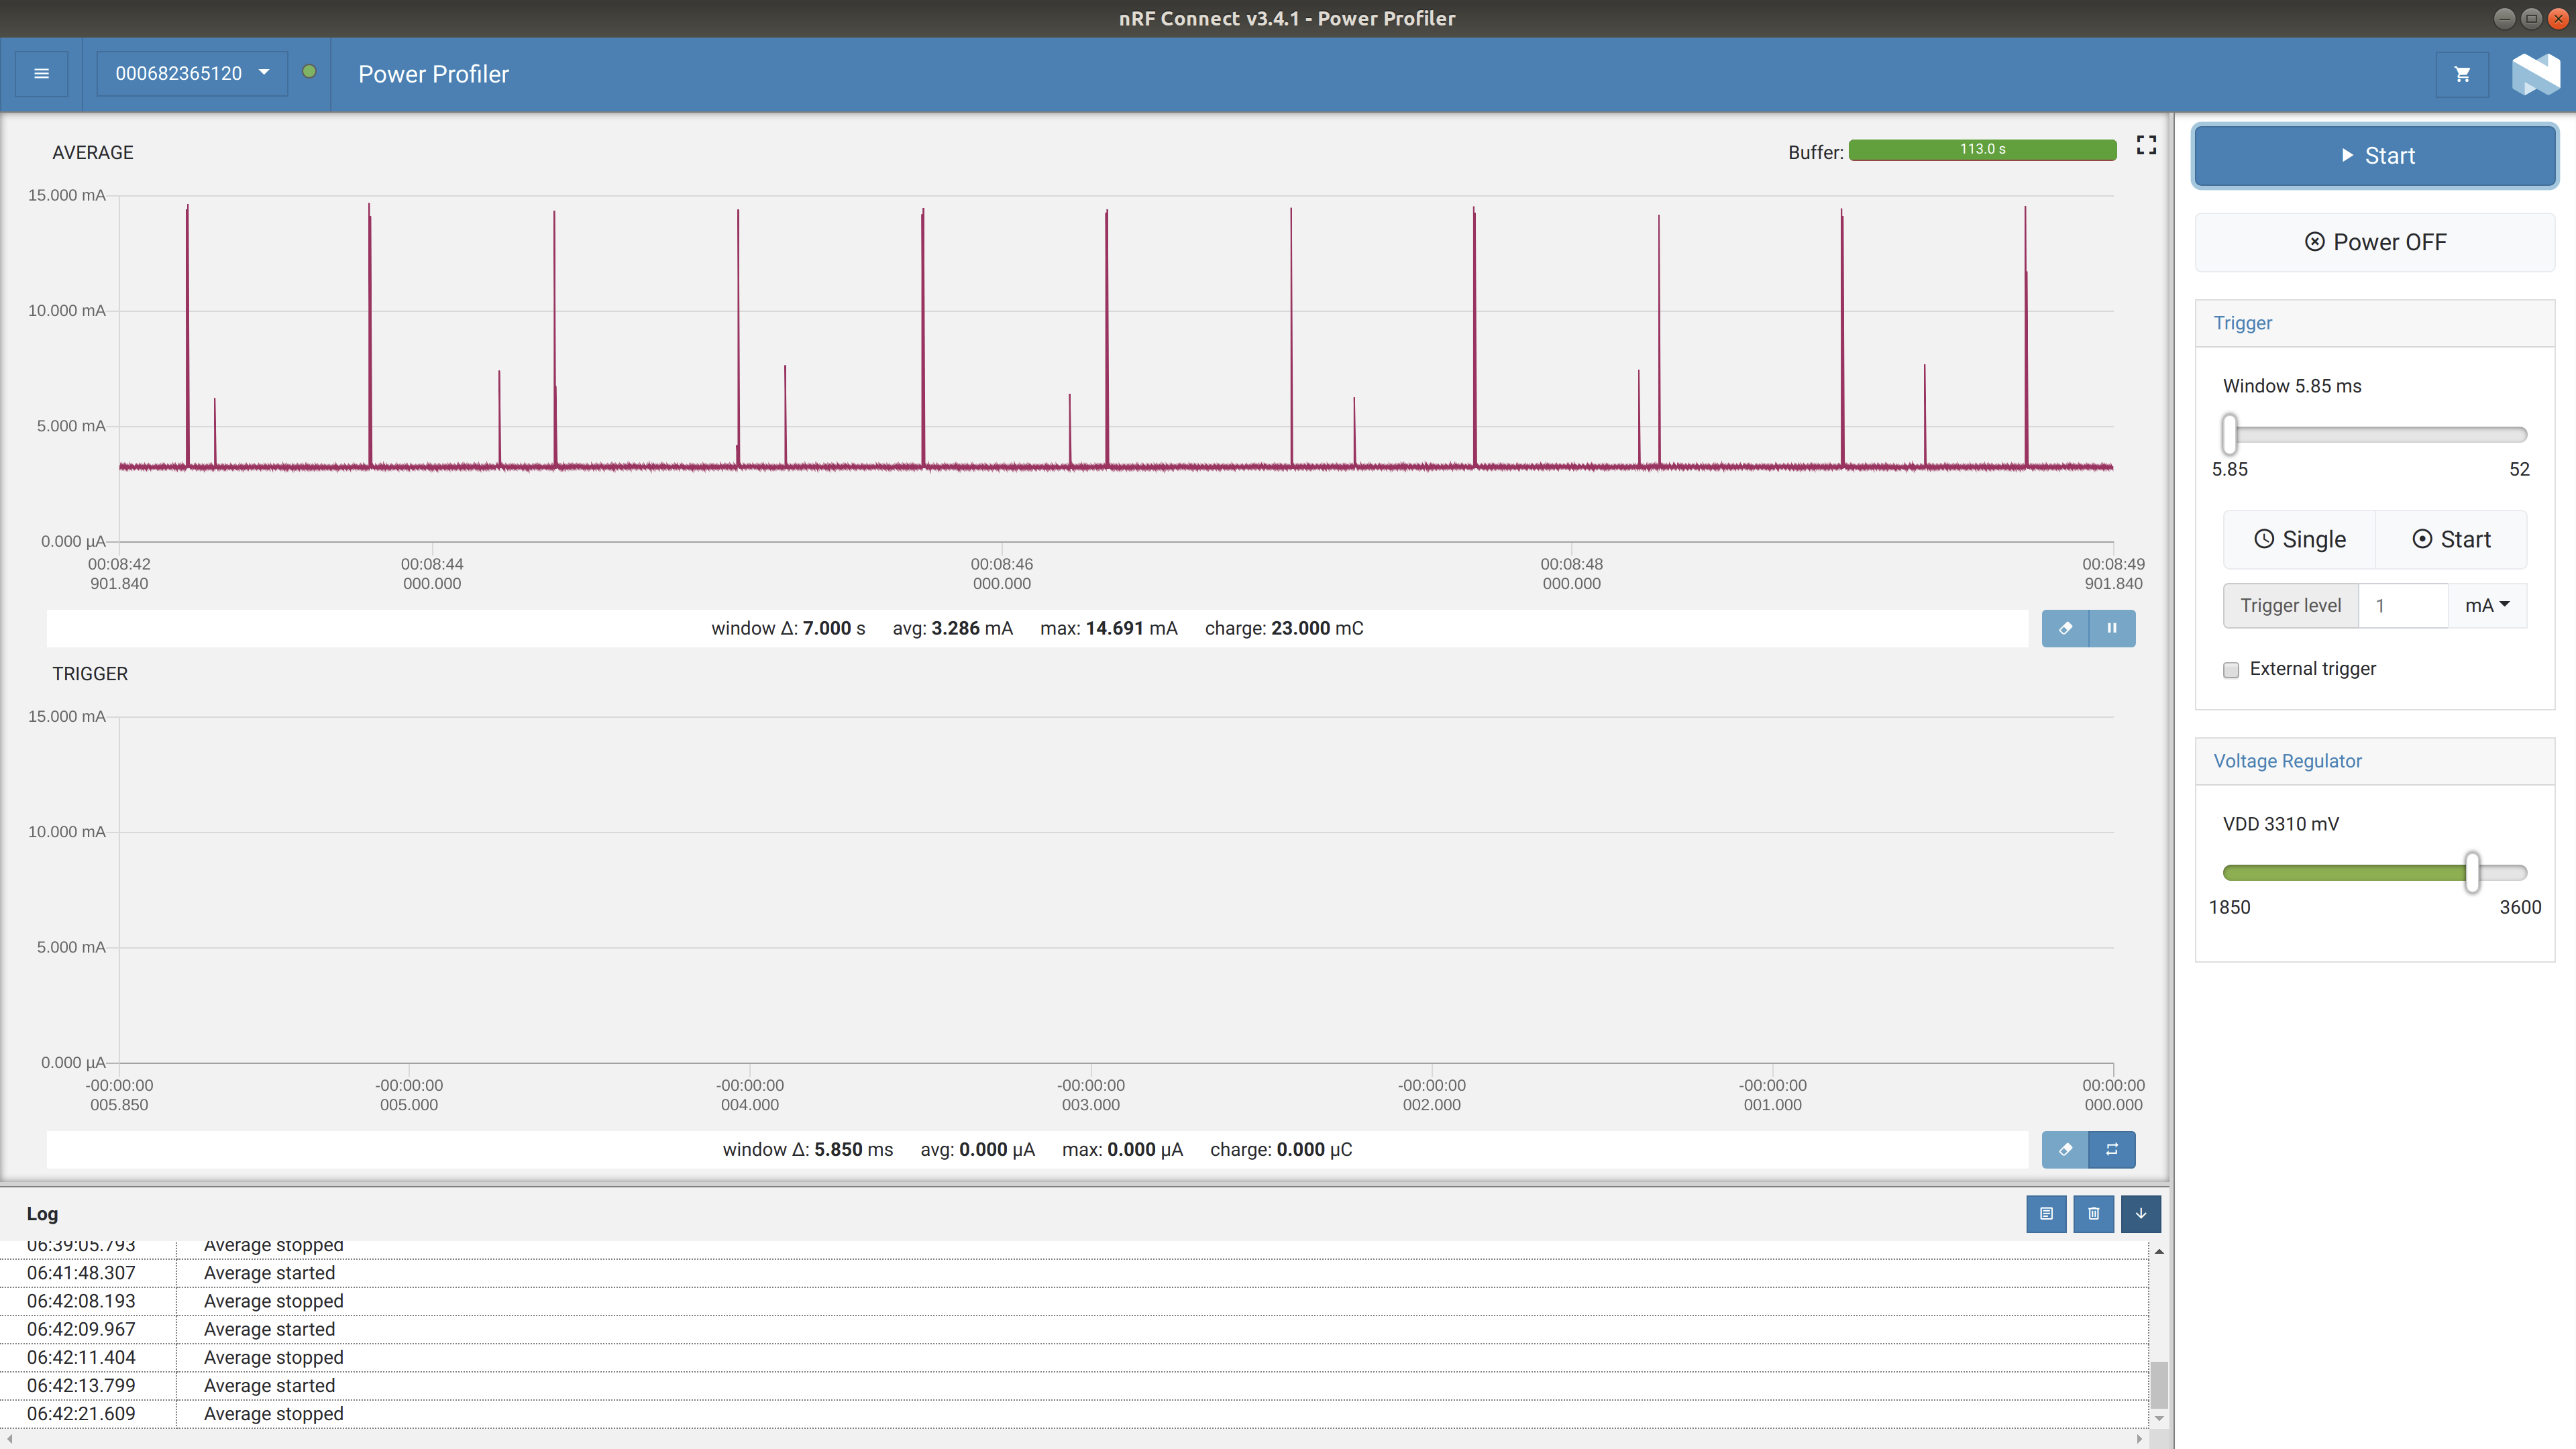 nRF Connect v3.4.1 - Power Profiler
000682365120
Power Profiler
AVERAGE
Buffer: 113.0 s
15.000 mA
10.000 mA
5.000 mA
0.000 µA
00:08:42 00:08:44 00:08:46 00:08:48 00:08:49
901.840 000.000 000.000 000.000 901.840
window Δ: 7.000 s avg: 3.286 mA max: 14.691 mA charge: 23.000 mC
TRIGGER
15.000 mA
10.000 mA
5.000 mA
0.000 µA
-00:00:00 -00:00:00 -00:00:00 -00:00:00 -00:00:00 -00:00:00 00:00:00
005.850 005.000 004.000 003.000 002.000 001.000 000.000
window Δ: 5.850 ms avg: 0.000 µA max: 0.000 µA charge: 0.000 µC
Log
06:39:05.793 Average stopped
06:41:48.307 Average started
06:42:08.193 Average stopped
06:42:09.967 Average started
06:42:11.404 Average stopped
06:42:13.799 Average started
06:42:21.609 Average stopped
Start
Power OFF
Trigger
Window 5.85 ms
5.85 52
Single Start
Trigger level 1 mA
External trigger
Voltage Regulator
VDD 3310 mV
1850 3600